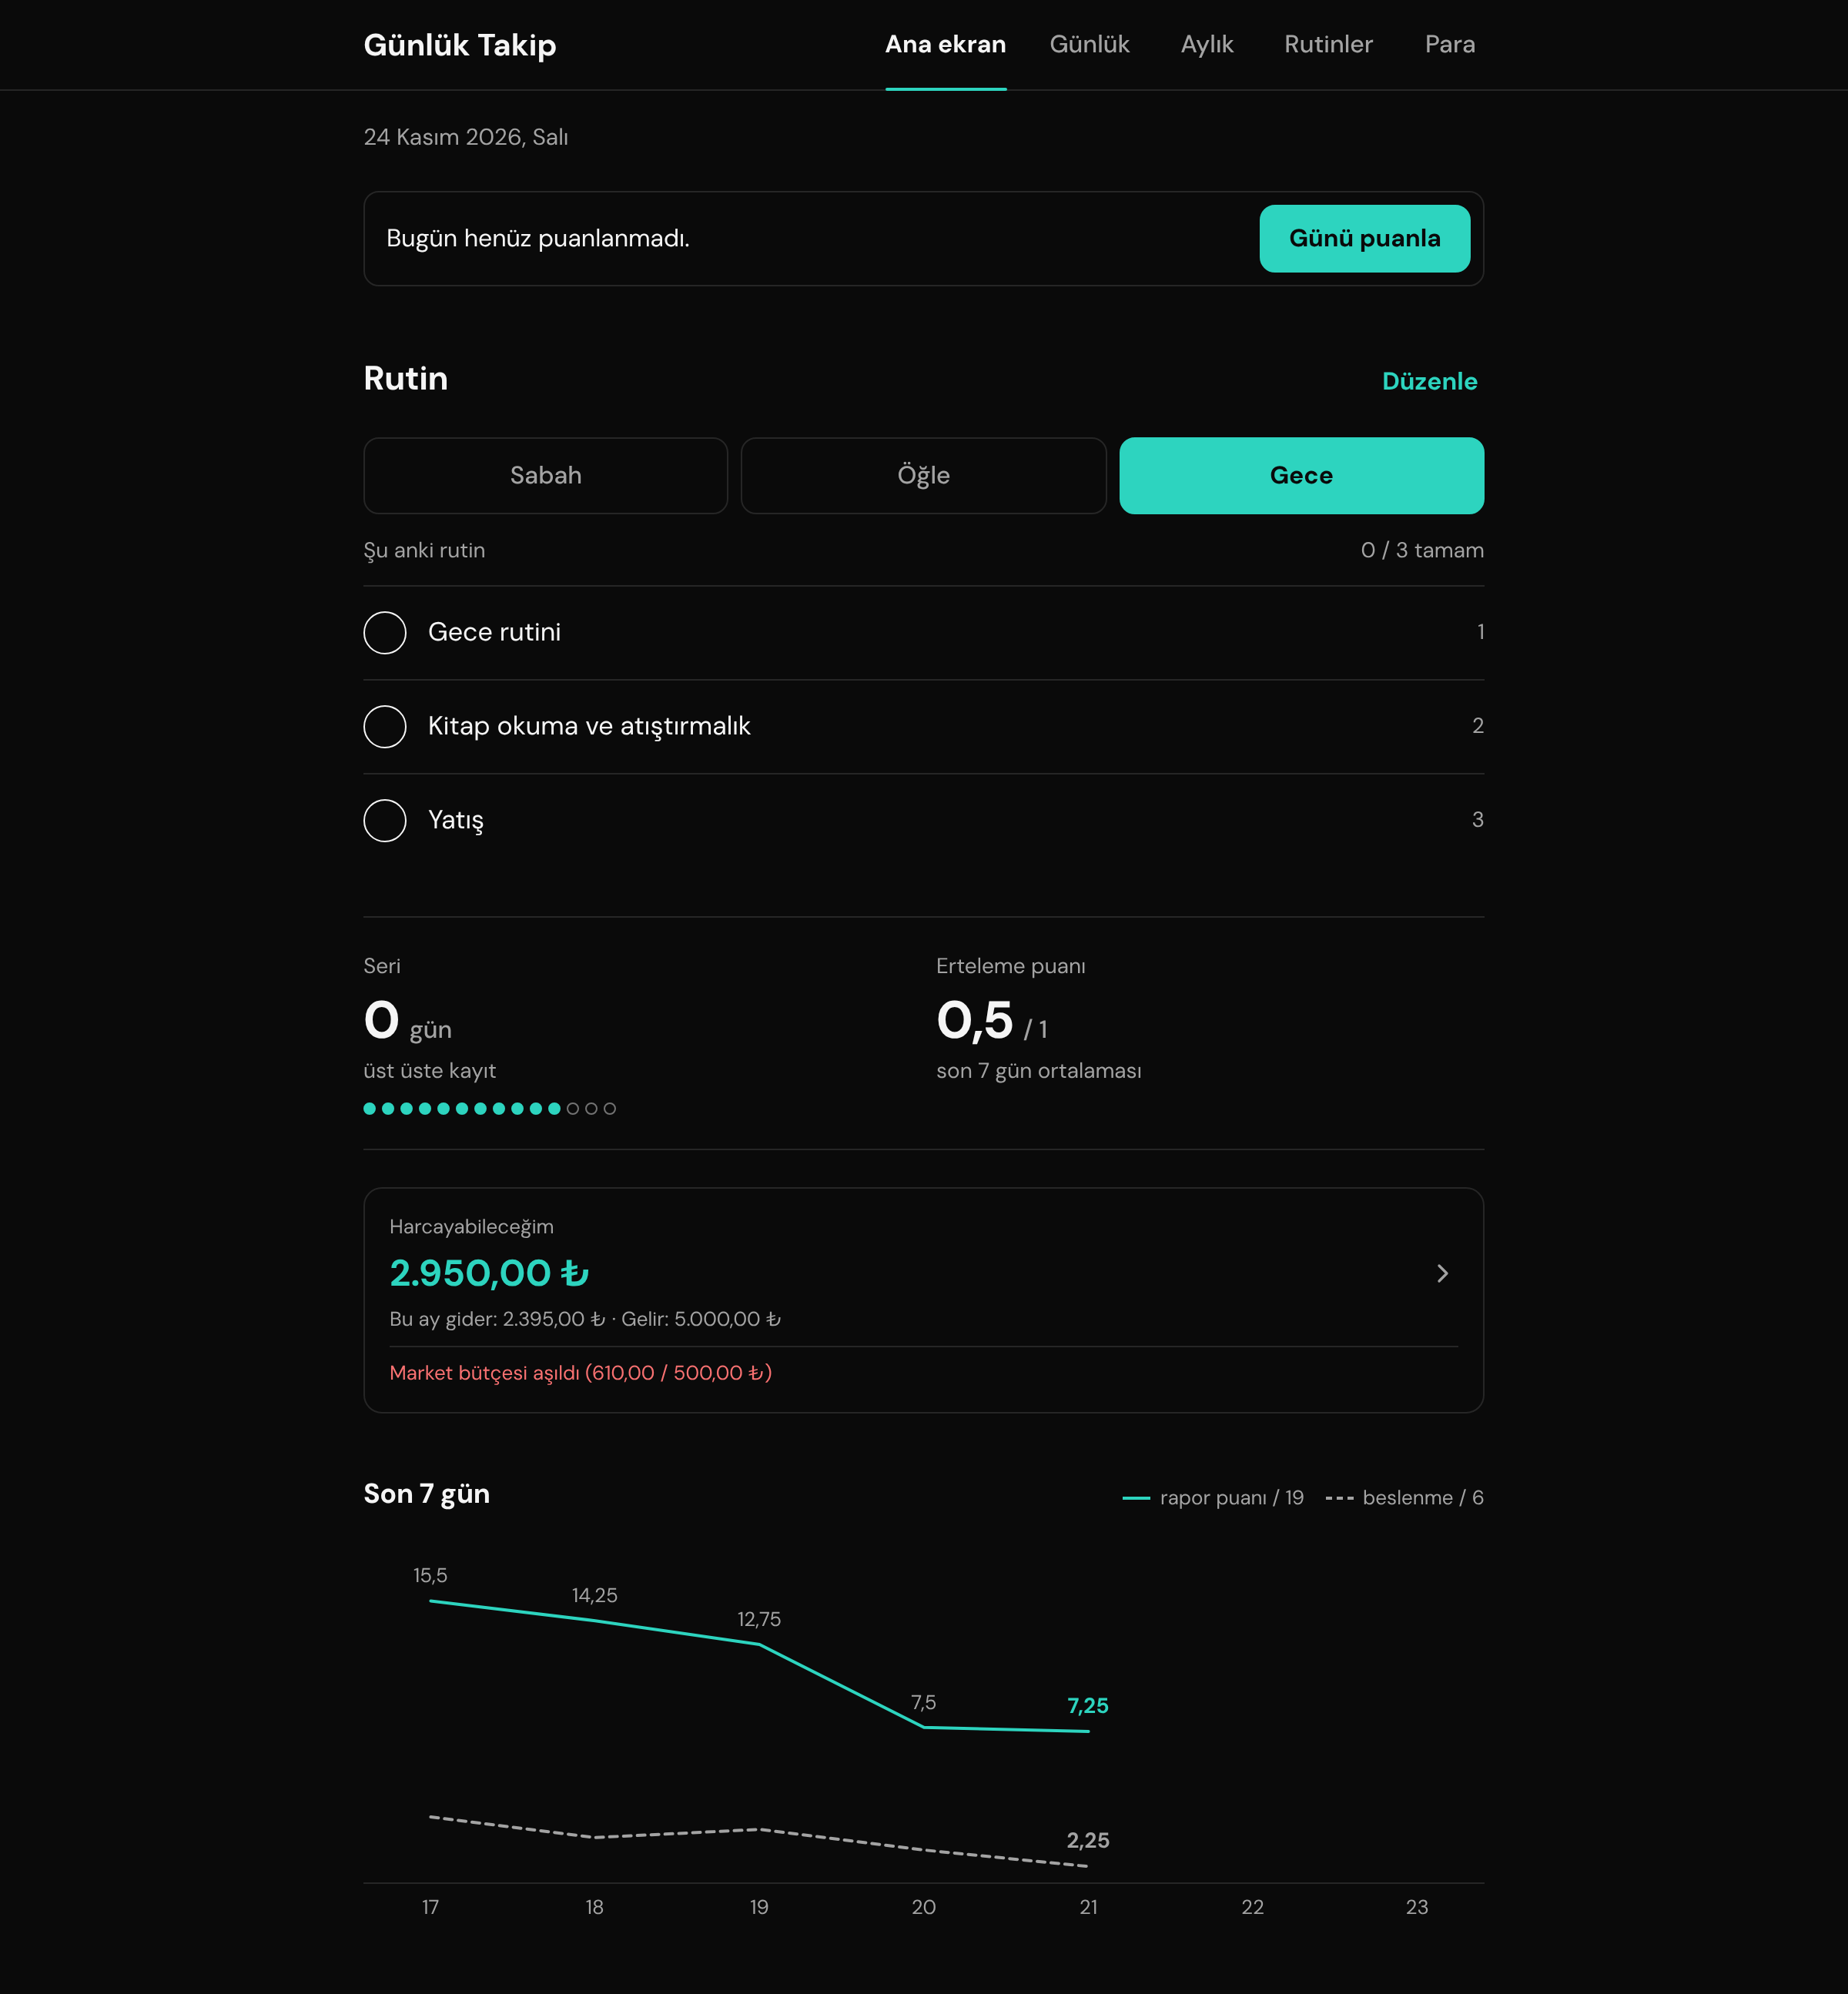 Günlük Takip
Ana ekran Günlük Aylık Rutinler Para
24 Kasım 2026, Salı
Bugün henüz puanlanmadı.
Günü puanla
Rutin
Düzenle
Sabah Öğle Gece
Şu anki rutin
0 / 3 tamam
Gece rutini 1
Kitap okuma ve atıştırmalık 2
Yatış 3
Seri
0 gün
üst üste kayıt
Erteleme puanı
0,5 / 1
son 7 gün ortalaması
Harcayabileceğim
2.950,00 ₺
Bu ay gider: 2.395,00 ₺ · Gelir: 5.000,00 ₺
Market bütçesi aşıldı (610,00 / 500,00 ₺)
Son 7 gün
rapor puanı / 19 beslenme / 6
15,5
14,25
12,75
7,5
7,25
2,25
17 18 19 20 21 22 23